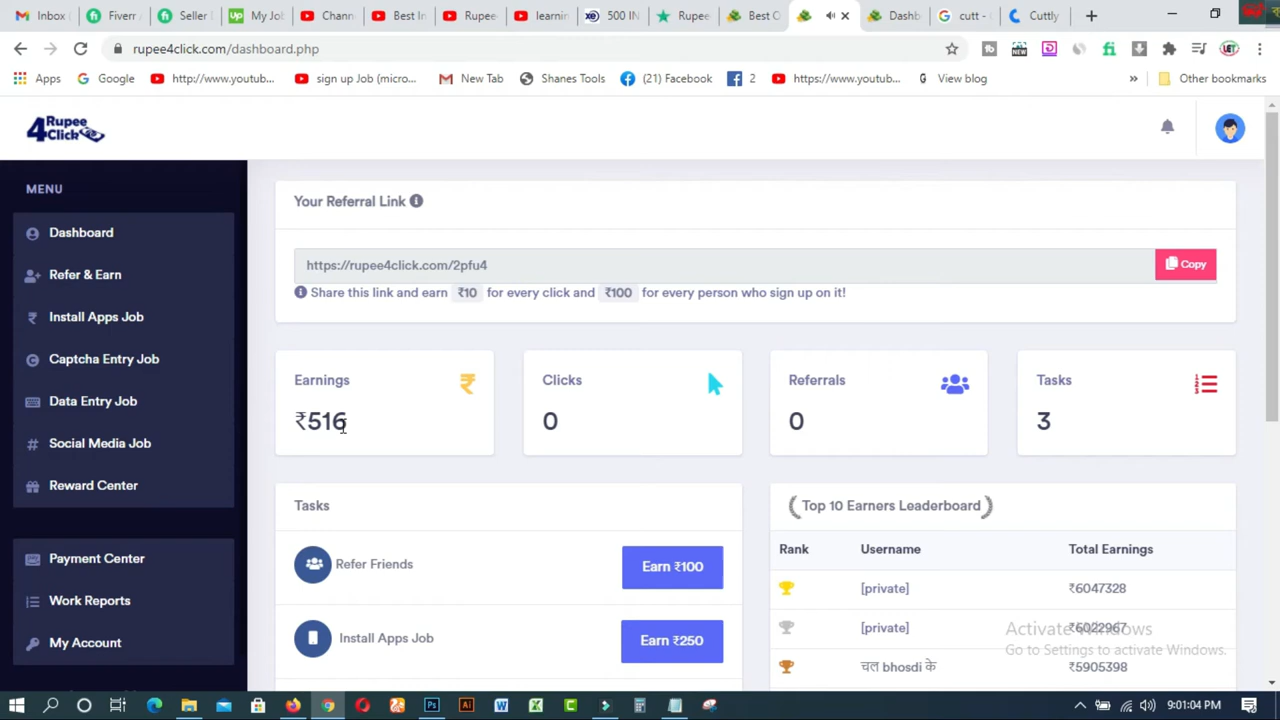 Inbox
Fiverr
Seller
My Jo
Chann
Best In
Rupee
learni
500 IN
Rupee
Best O
Dashb
cutt
Cuttly
rupee4click.com/dashboard.php
Apps
Google
http://www.youtub...
sign up Job (micro...
New Tab
Shanes Tools
(21) Facebook
2
https://www.youtub...
View blog
»
Other bookmarks
4 Rupee Click
MENU
Dashboard
Refer & Earn
Install Apps Job
Captcha Entry Job
Data Entry Job
Social Media Job
Reward Center
Payment Center
Work Reports
My Account
Your Referral Link
https://rupee4click.com/2pfu4
Copy
Share this link and earn ₹10 for every click and ₹100 for every person who sign up on it!
Earnings
₹516
Clicks
0
Referrals
0
Tasks
3
Tasks
Refer Friends
Earn ₹100
Install Apps Job
Earn ₹250
Top 10 Earners Leaderboard
Rank Username Total Earnings
[private] ₹6047328
[private] ₹6022967
चल bhosdi के ₹5905398
Activate Windows
Go to Settings to activate Windows.
9:01:04 PM